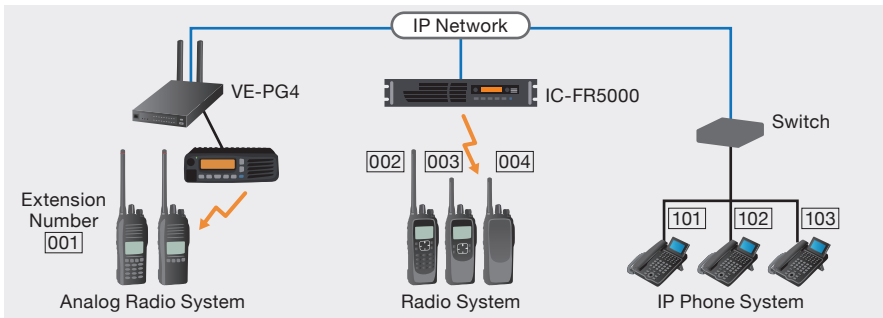 IP Network
VE-PG4
IC-FR5000
Switch
Extension
Number
001
002
003
004
101
102
103
Analog Radio System
Radio System
IP Phone System